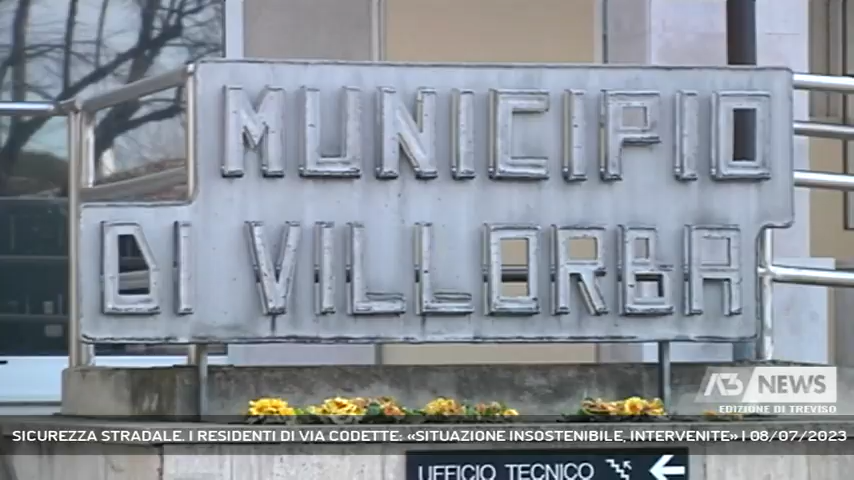 MUNICIPIO
DI VILLORBA
A3 NEWS
EDIZIONE DI TREVISO
SICUREZZA STRADALE. I RESIDENTI DI VIA CODETTE: «SITUAZIONE INSOSTENIBILE, INTERVENITE» | 08/07/2023
UFFICIO TECNICO